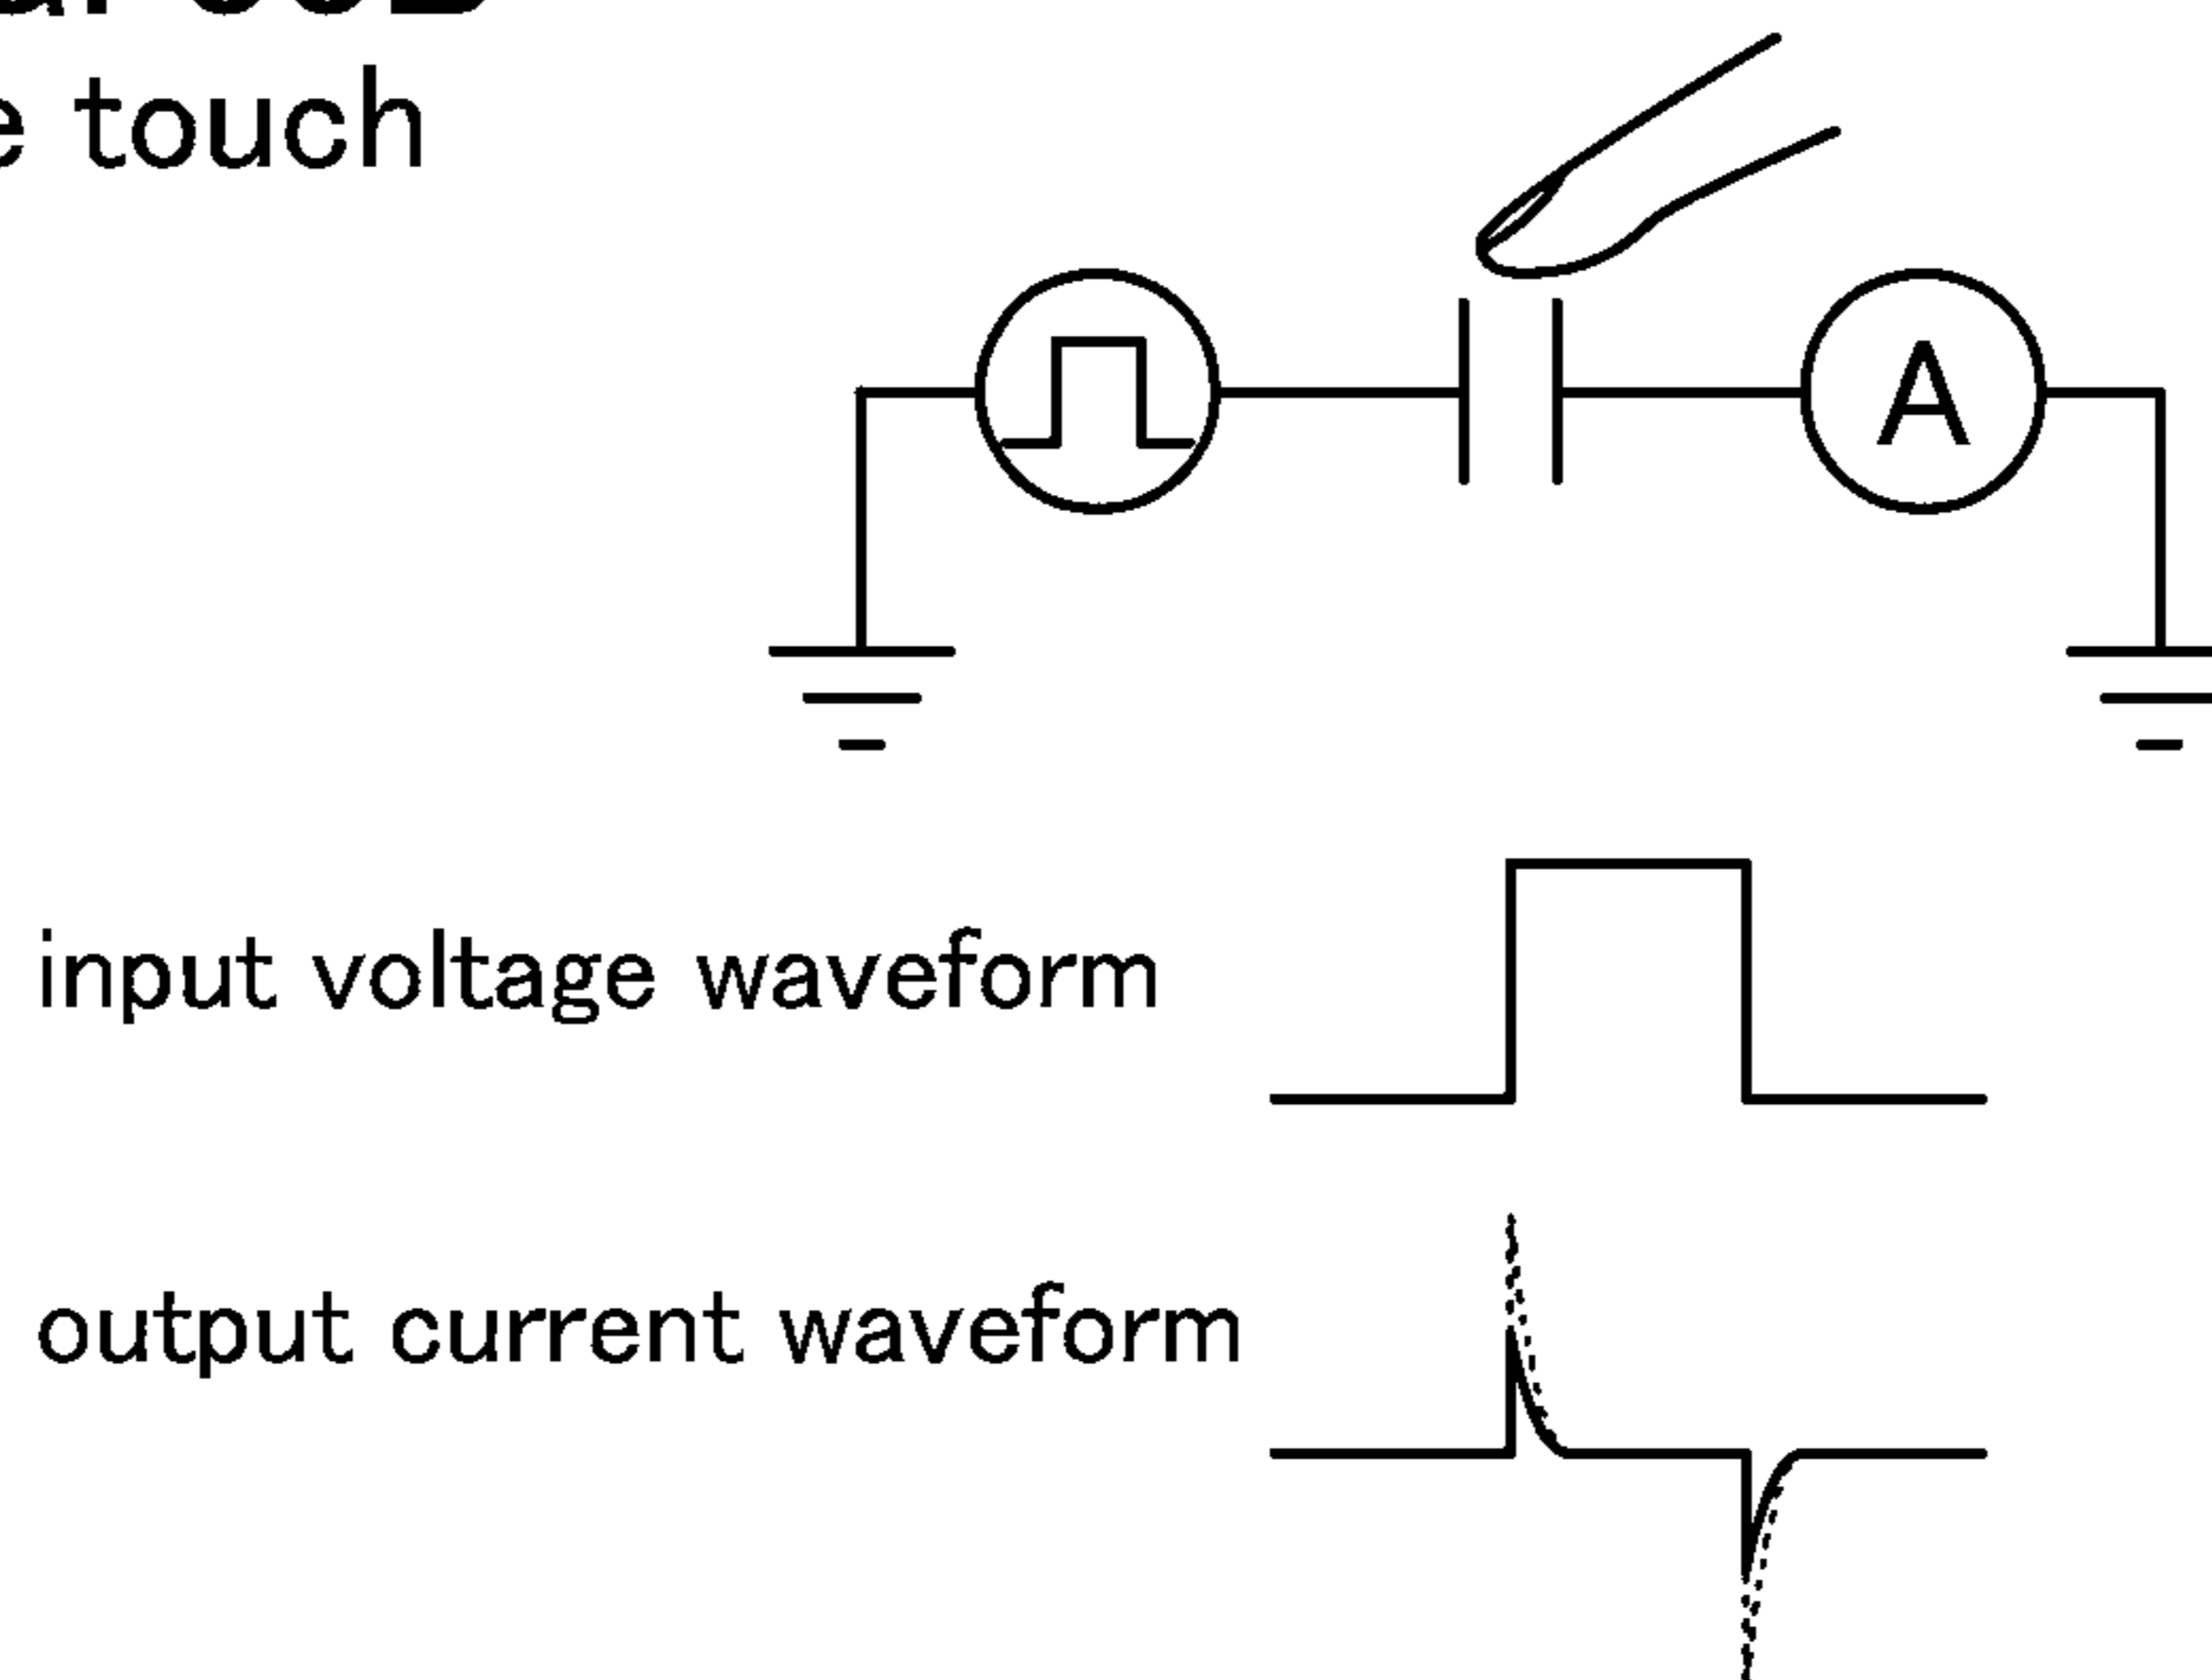 touch
A
input voltage waveform
output current waveform